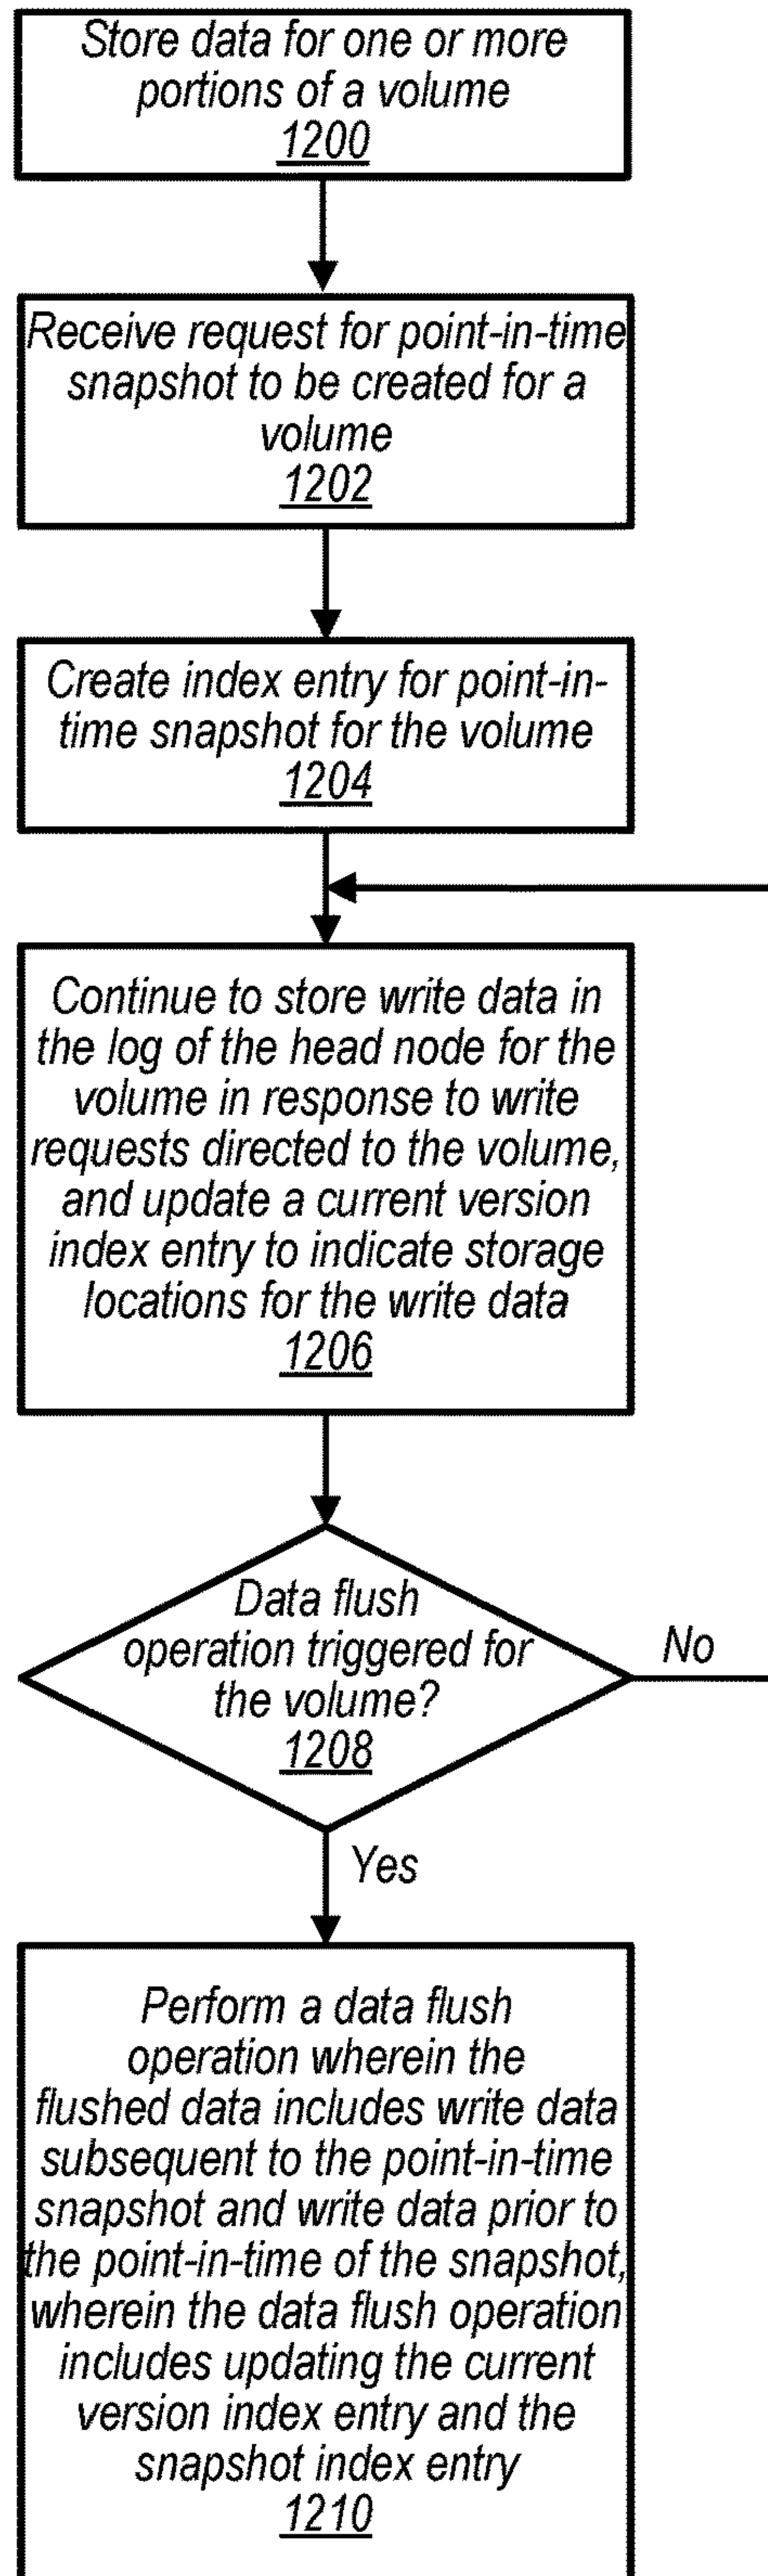 Store data for one or more
portions of a volume
1200
Receive request for point-in-time
snapshot to be created for a
volume
1202
Create index entry for point-in-
time snapshot for the volume
1204
Continue to store write data in
the log of the head node for the
volume in response to write
requests directed to the volume,
and update a current version
index entry to indicate storage
locations for the write data
1206
Data flush
operation triggered for
the volume?
1208
No
Yes
Perform a data flush
operation wherein the
flushed data includes write data
subsequent to the point-in-time
snapshot and write data prior to
the point-in-time of the snapshot,
wherein the data flush operation
includes updating the current
version index entry and the
snapshot index entry
1210